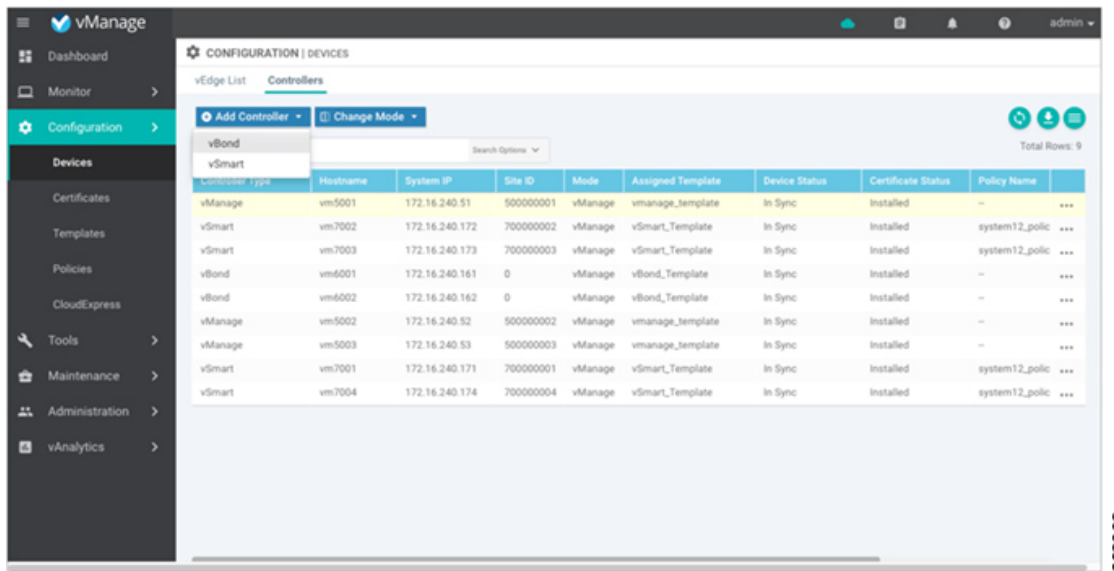 vManage
admin
Dashboard
Monitor
Configuration
Devices
Certificates
Templates
Policies
CloudExpress
Tools
Maintenance
Administration
vAnalytics
CONFIGURATION | DEVICES
vEdge List Controllers
Add Controller Change Mode
vBond
vSmart
Search Options
Total Rows: 9
Controller Type Hostname System IP Site ID Mode Assigned Template Device Status Certificate Status Policy Name
vManage vm5001 172.16.240.51 500000001 vManage vmanage_template In Sync Installed -- ...
vSmart vm7002 172.16.240.172 700000002 vManage vSmart_Template In Sync Installed system12_polic ...
vSmart vm7003 172.16.240.173 700000003 vManage vSmart_Template In Sync Installed system12_polic ...
vBond vm6001 172.16.240.161 0 vManage vBond_Template In Sync Installed -- ...
vBond vm6002 172.16.240.162 0 vManage vBond_Template In Sync Installed -- ...
vManage vm5002 172.16.240.52 500000002 vManage vmanage_template In Sync Installed -- ...
vManage vm5003 172.16.240.53 500000003 vManage vmanage_template In Sync Installed -- ...
vSmart vm7001 172.16.240.171 700000001 vManage vSmart_Template In Sync Installed system12_polic ...
vSmart vm7004 172.16.240.174 700000004 vManage vSmart_Template In Sync Installed system12_polic ...